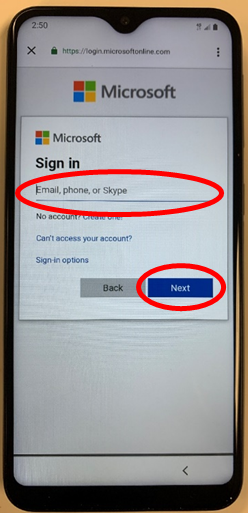 2:50
https://login.microsoftonline.com
Microsoft
Microsoft
Sign in
Email, phone, or Skype
No account? Create one!
Can't access your account?
Sign-in options
Back
Next